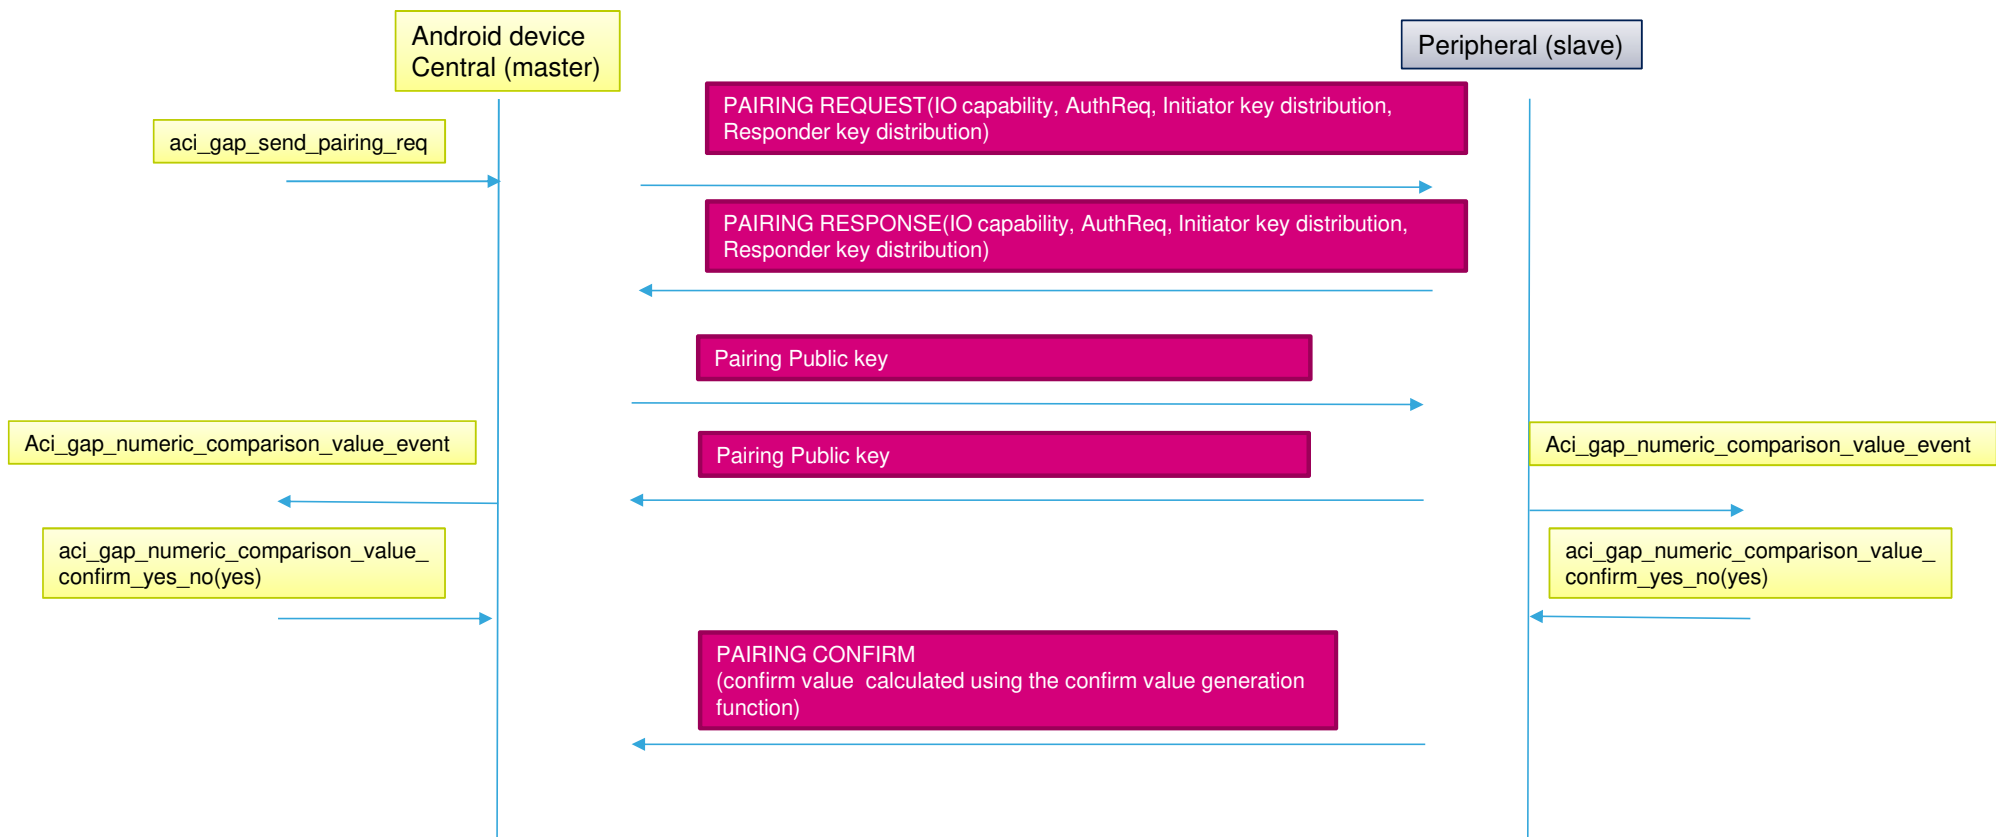 Android device
Central (master)
Peripheral (slave)
PAIRING REQUEST(IO capability, AuthReq, Initiator key distribution,
Responder key distribution)
aci_gap_send_pairing_req
PAIRING RESPONSE(IO capability, AuthReq, Initiator key distribution,
Responder key distribution)
Pairing Public key
Aci_gap_numeric_comparison_value_event
Pairing Public key
Aci_gap_numeric_comparison_value_event
aci_gap_numeric_comparison_value_
confirm_yes_no(yes)
aci_gap_numeric_comparison_value_
confirm_yes_no(yes)
PAIRING CONFIRM
(confirm value  calculated using the confirm value generation
function)